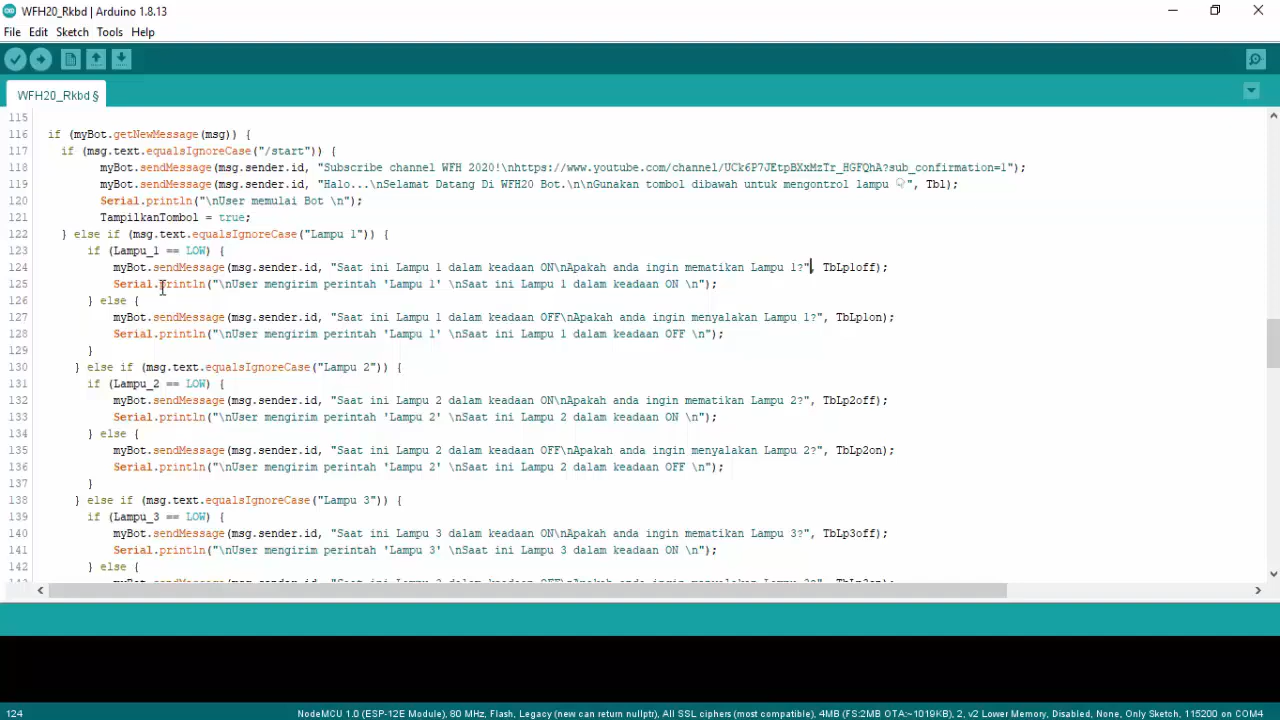 WFH20_Rkbd | Arduino 1.8.13
File Edit Sketch Tools Help
WFH20_Rkbd §
115
116 if (myBot.getNewMessage(msg)) {
117 if (msg.text.equalsIgnoreCase("/start")) {
118 myBot.sendMessage(msg.sender.id, "Subscribe channel WFH 2020!\nhttps://www.youtube.com/channel/UCk6P7JEtpBXxMzTr_HGFQhA?sub_confirmation=1");
119 myBot.sendMessage(msg.sender.id, "Halo...\nSelamat Datang Di WFH20 Bot.\n\nGunakan tombol dibawah untuk mengontrol lampu 👇", Tbl);
120 Serial.println("\nUser memulai Bot \n");
121 TampilkanTombol = true;
122 } else if (msg.text.equalsIgnoreCase("Lampu 1")) {
123 if (Lampu_1 == LOW) {
124 myBot.sendMessage(msg.sender.id, "Saat ini Lampu 1 dalam keadaan ON\nApakah anda ingin mematikan Lampu 1?", TbLp1off);
125 Serial.println("\nUser mengirim perintah 'Lampu 1' \nSaat ini Lampu 1 dalam keadaan ON \n");
126 } else {
127 myBot.sendMessage(msg.sender.id, "Saat ini Lampu 1 dalam keadaan OFF\nApakah anda ingin menyalakan Lampu 1?", TbLp1on);
128 Serial.println("\nUser mengirim perintah 'Lampu 1' \nSaat ini Lampu 1 dalam keadaan OFF \n");
129 }
130 } else if (msg.text.equalsIgnoreCase("Lampu 2")) {
131 if (Lampu_2 == LOW) {
132 myBot.sendMessage(msg.sender.id, "Saat ini Lampu 2 dalam keadaan ON\nApakah anda ingin mematikan Lampu 2?", TbLp2off);
133 Serial.println("\nUser mengirim perintah 'Lampu 2' \nSaat ini Lampu 2 dalam keadaan ON \n");
134 } else {
135 myBot.sendMessage(msg.sender.id, "Saat ini Lampu 2 dalam keadaan OFF\nApakah anda ingin menyalakan Lampu 2?", TbLp2on);
136 Serial.println("\nUser mengirim perintah 'Lampu 2' \nSaat ini Lampu 2 dalam keadaan OFF \n");
137 }
138 } else if (msg.text.equalsIgnoreCase("Lampu 3")) {
139 if (Lampu_3 == LOW) {
140 myBot.sendMessage(msg.sender.id, "Saat ini Lampu 3 dalam keadaan ON\nApakah anda ingin mematikan Lampu 3?", TbLp3off);
141 Serial.println("\nUser mengirim perintah 'Lampu 3' \nSaat ini Lampu 3 dalam keadaan ON \n");
142 } else {
124 NodeMCU 1.0 (ESP-12E Module), 80 MHz, Flash, Legacy (new can return nullptr), All SSL ciphers (most compatible), 4MB (FS:2MB OTA:~1019KB), 2, v2 Lower Memory, Disabled, None, Only Sketch, 115200 on COM4